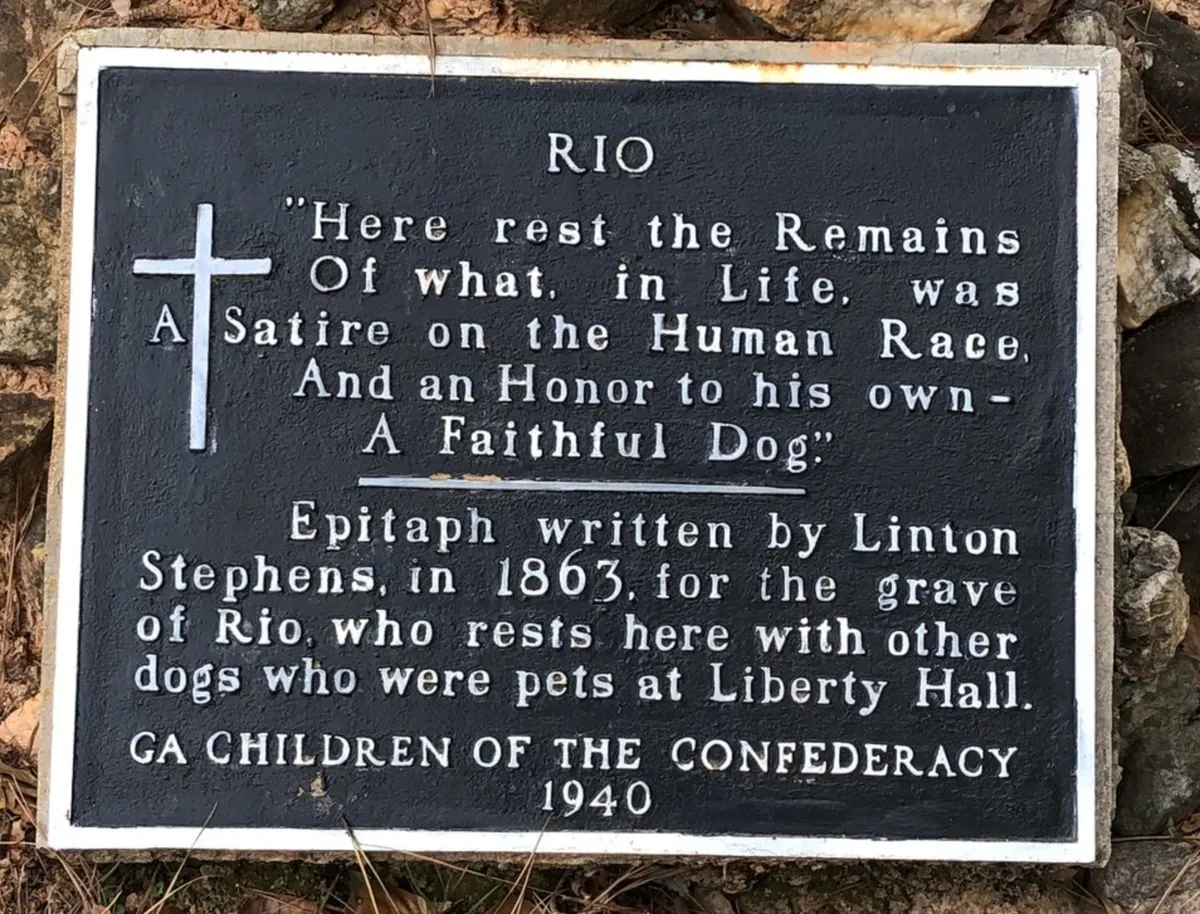 RIO
"Here rest the Remains
Of what, in Life, was
A Satire on the Human Race,
And an Honor to his own-
A Faithful Dog."
Epitaph written by Linton
Stephens, in 1863, for the grave
of Rio, who rests here with other
dogs who were pets at Liberty Hall.
GA CHILDREN OF THE CONFEDERACY
1940